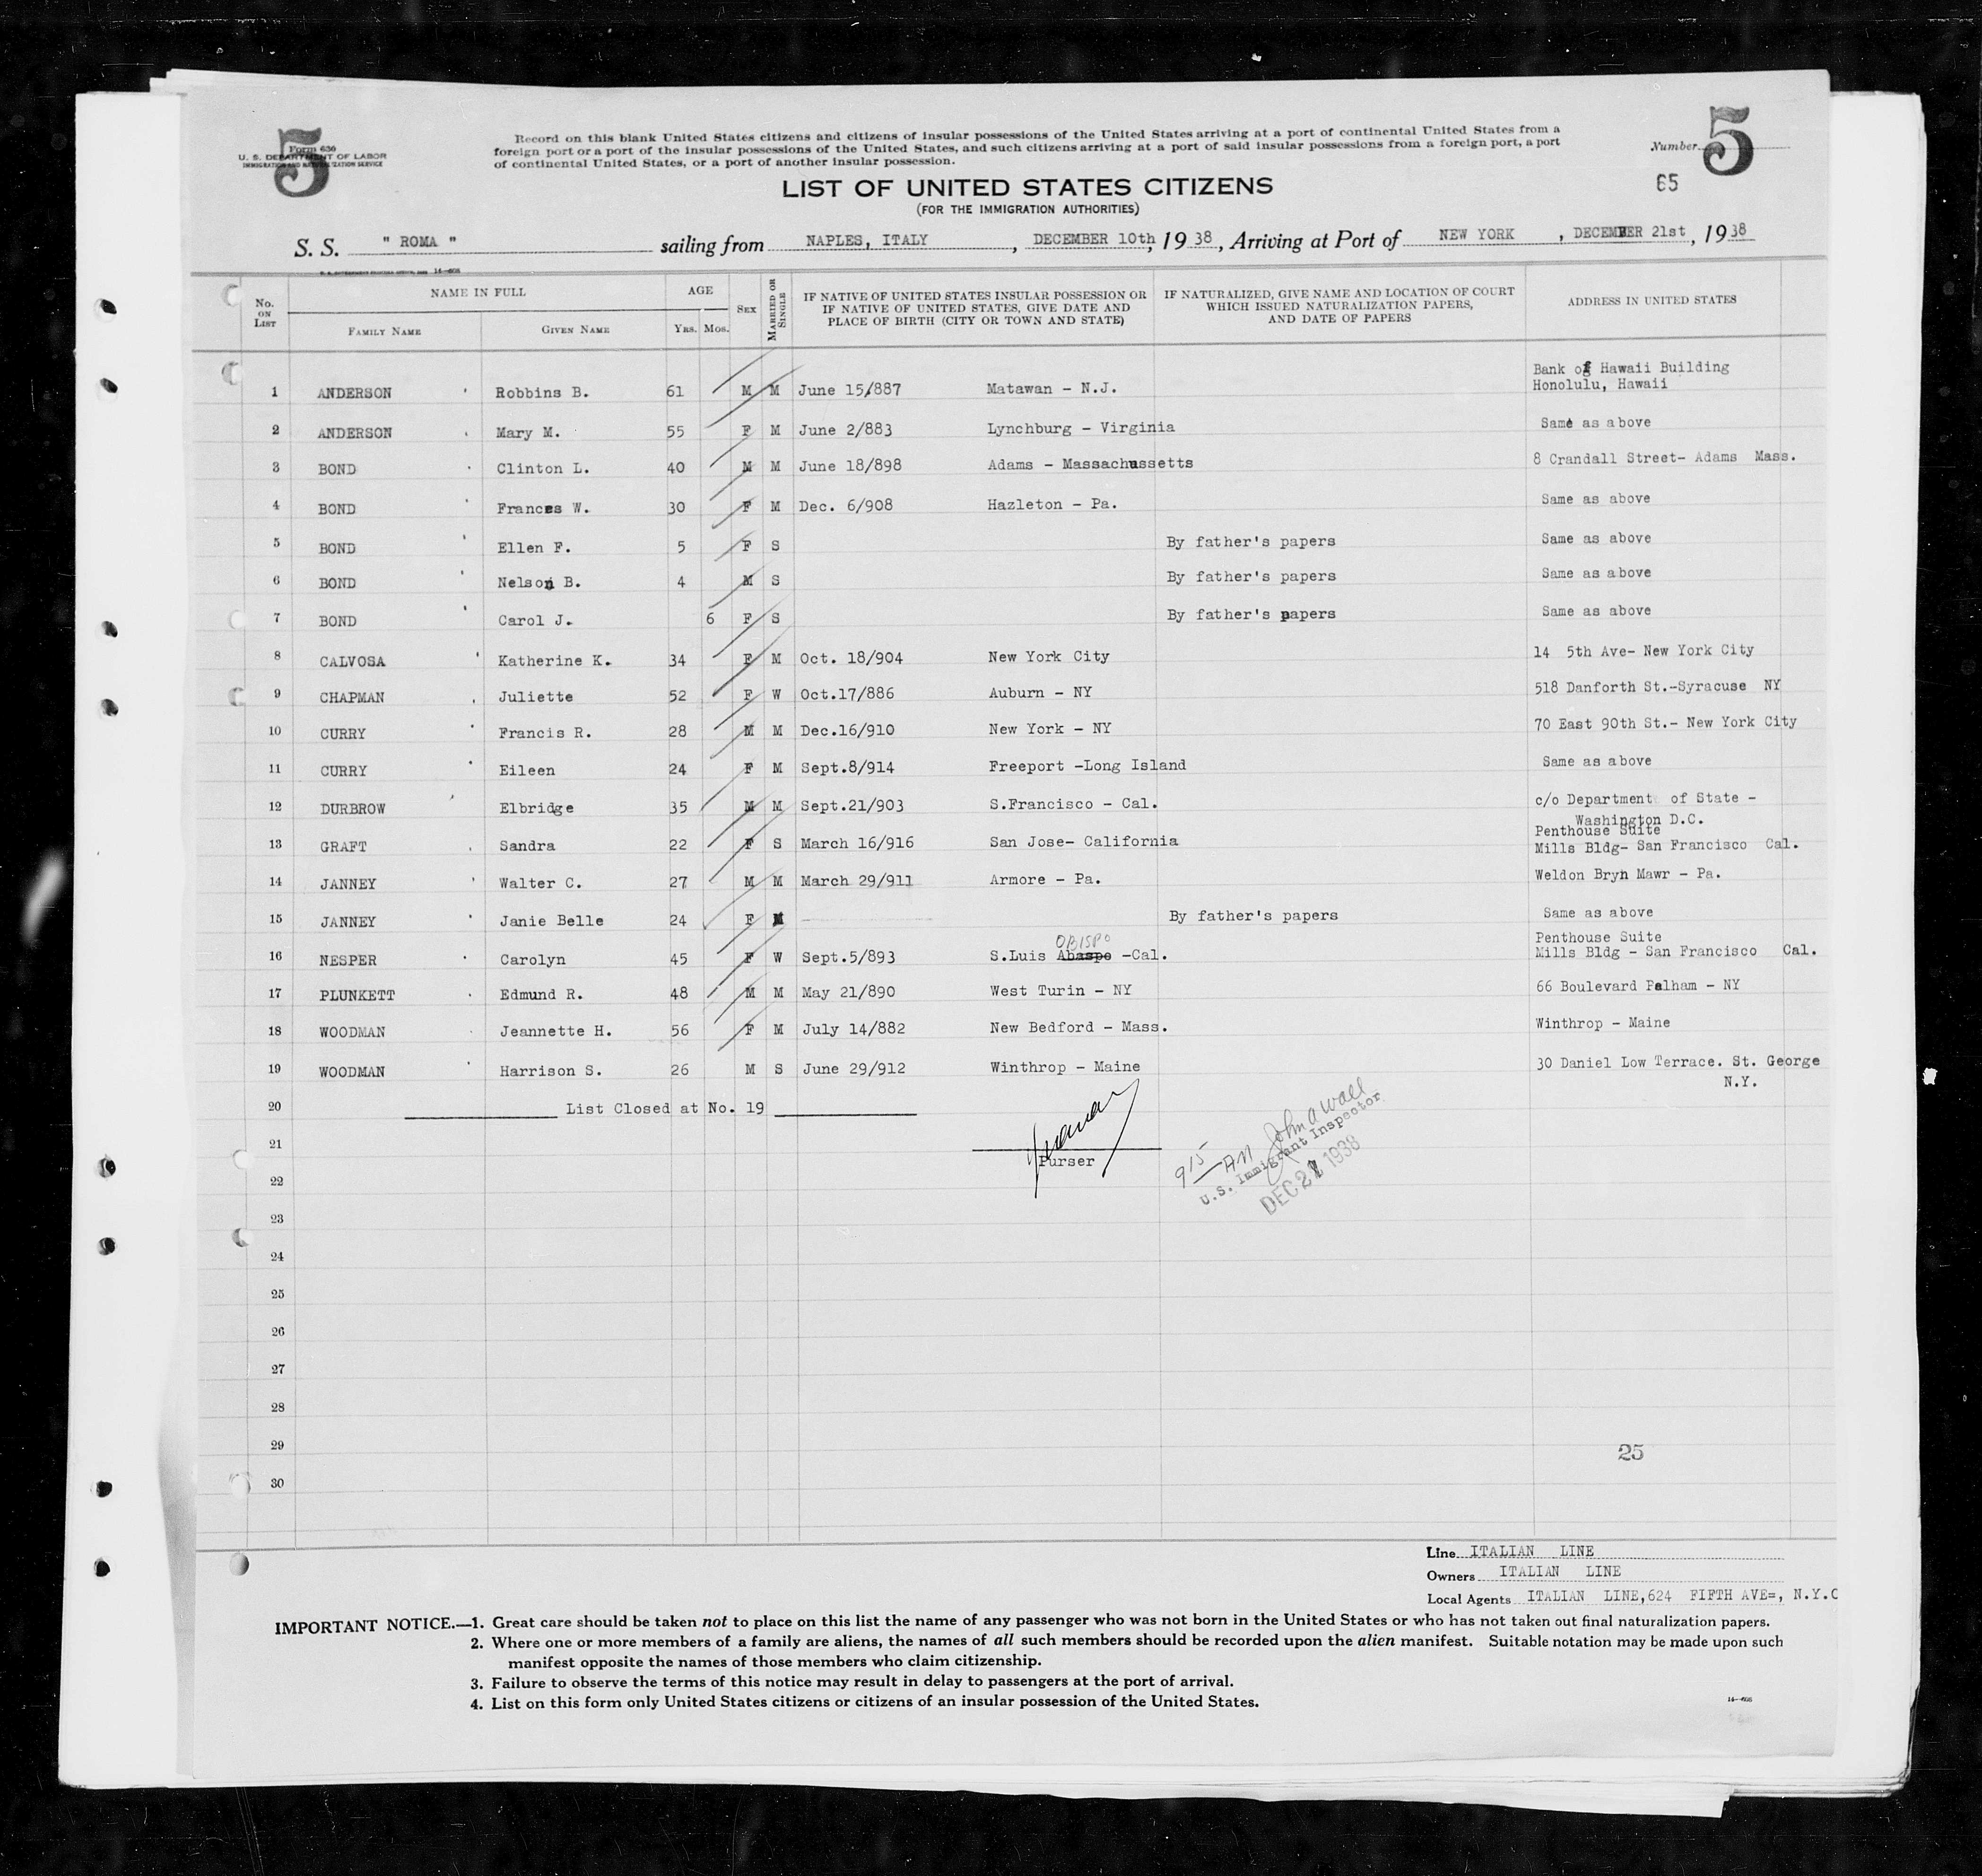 5
Form 630
U. S. DEPARTMENT OF LABOR
IMMIGRATION AND NATURALIZATION SERVICE
Record on this blank United States citizens and citizens of insular possessions of the United States arriving at a port of continental United States from a
foreign port or a port of the insular possessions of the United States, and such citizens arriving at a port of said insular possessions from a foreign port, a port
of continental United States, or a port of another insular possession.
Number 5
65
LIST OF UNITED STATES CITIZENS
(FOR THE IMMIGRATION AUTHORITIES)
S. S. " ROMA " sailing from NAPLES, ITALY, DECEMBER 10th, 1938, Arriving at Port of NEW YORK, DECEMBER 21st, 1938
No. ON LIST
NAME IN FULL
FAMILY NAME
GIVEN NAME
AGE
YRS. MOS.
SEX
MARRIED OR SINGLE
IF NATIVE OF UNITED STATES INSULAR POSSESSION OR
IF NATIVE OF UNITED STATES, GIVE DATE AND
PLACE OF BIRTH (CITY OR TOWN AND STATE)
IF NATURALIZED, GIVE NAME AND LOCATION OF COURT
WHICH ISSUED NATURALIZATION PAPERS,
AND DATE OF PAPERS
ADDRESS IN UNITED STATES
1 ANDERSON Robbins B. 61 M M June 15/887 Matawan - N.J. Bank of Hawaii Building
Honolulu, Hawaii
2 ANDERSON Mary M. 55 F M June 2/883 Lynchburg - Virginia Same as above
3 BOND Clinton L. 40 M M June 18/898 Adams - Massachussetts 8 Crandall Street- Adams Mass.
4 BOND Frances W. 30 F M Dec. 6/908 Hazleton - Pa. Same as above
5 BOND Ellen F. 5 F S By father's papers Same as above
6 BOND Nelson B. 4 M S By father's papers Same as above
7 BOND Carol J. 6 F S By father's papers Same as above
8 CALVOSA Katherine K. 34 F M Oct. 18/904 New York City 14 5th Ave- New York City
9 CHAPMAN Juliette 52 F W Oct.17/886 Auburn - NY 518 Danforth St.-Syracuse NY
10 CURRY Francis R. 28 M M Dec.16/910 New York - NY 70 East 90th St.- New York City
11 CURRY Eileen 24 F M Sept.8/914 Freeport -Long Island Same as above
12 DURBROW Elbridge 35 M M Sept.21/903 S.Francisco - Cal. c/o Department of State -
Washington D.C.
13 GRAFT Sandra 22 F S March 16/916 San Jose- California Penthouse Suite
Mills Bldg- San Francisco Cal.
14 JANNEY Walter C. 27 M M March 29/911 Armore - Pa. Weldon Bryn Mawr - Pa.
15 JANNEY Janie Belle 24 F M By father's papers Same as above
16 NESPER Carolyn 45 F W Sept.5/893 S.Luis Abaspo OBISPO -Cal. Penthouse Suite
Mills Bldg - San Francisco Cal.
17 PLUNKETT Edmund R. 48 M M May 21/890 West Turin - NY 66 Boulevard Pelham - NY
18 WOODMAN Jeannette H. 56 F M July 14/882 New Bedford - Mass. Winthrop - Maine
19 WOODMAN Harrison S. 26 M S June 29/912 Winthrop - Maine 30 Daniel Low Terrace. St. George
N.Y.
20 List Closed at No. 19
21
Purser
915 AM John A Wall
U.S. Immigrant Inspector
DEC 21 1938
22
23
24
25
26
27
28
29
25
30
Line ITALIAN LINE
Owners ITALIAN LINE
Local Agents ITALIAN LINE,624 FIFTH AVE=, N.Y.C
IMPORTANT NOTICE.—1. Great care should be taken not to place on this list the name of any passenger who was not born in the United States or who has not taken out final naturalization papers.
2. Where one or more members of a family are aliens, the names of all such members should be recorded upon the alien manifest. Suitable notation may be made upon such
manifest opposite the names of those members who claim citizenship.
3. Failure to observe the terms of this notice may result in delay to passengers at the port of arrival.
4. List on this form only United States citizens or citizens of an insular possession of the United States.